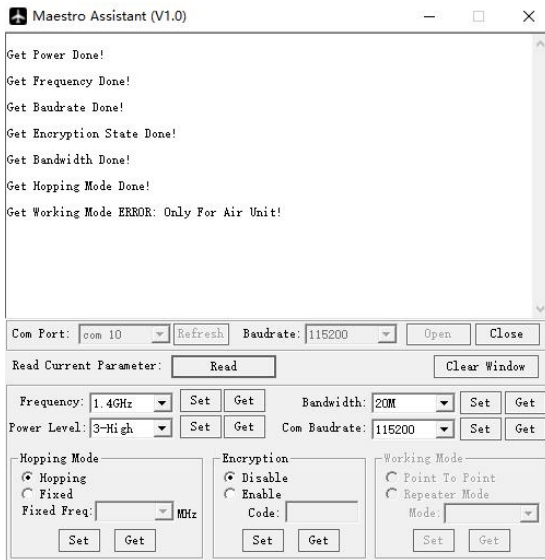 Maestro Assistant (V1.0)
Get Power Done!
Get Frequency Done!
Get Baudrate Done!
Get Encryption State Done!
Get Bandwidth Done!
Get Hopping Mode Done!
Get Working Mode ERROR: Only For Air Unit!
Com Port: com 10 Refresh Baudrate: 115200 Open Close
Read Current Parameter: Read Clear Window
Frequency: 1.4GHz Set Get Bandwidth: 20M Set Get
Power Level: 3-High Set Get Com Baudrate: 115200 Set Get
Hopping Mode Encryption Working Mode
Hopping Disable Point To Point
Fixed Enable Repeater Mode
Fixed Freq: MHz Code: Mode:
Set Get Set Get Set Get